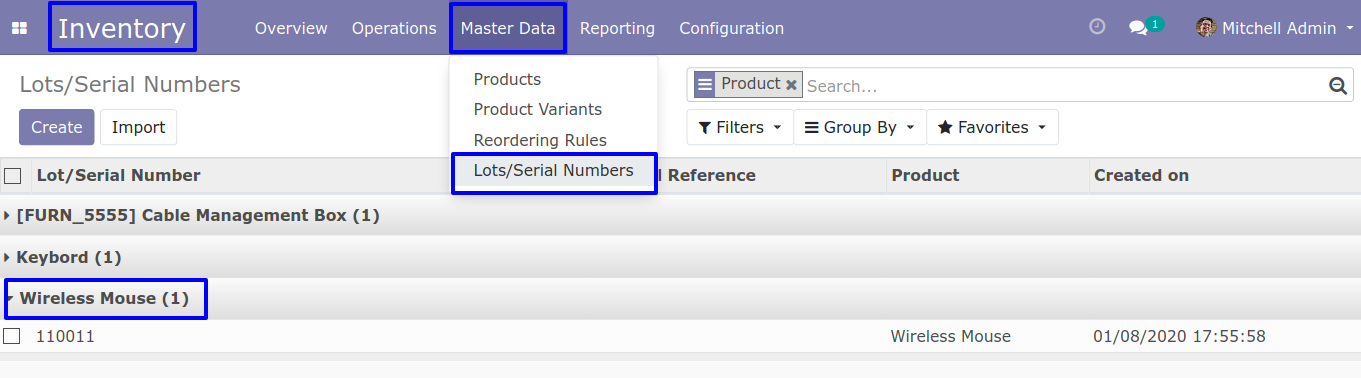 Inventory Overview Operations Master Data Reporting Configuration 1 Mitchell Admin
Lots/Serial Numbers Products Product Search...
Product Variants
Create Import Filters Group By Favorites
Reordering Rules
Lots/Serial Numbers
Lot/Serial Number Reference Product Created on
[FURN_5555] Cable Management Box (1)
Keybord (1)
Wireless Mouse (1)
110011 Wireless Mouse 01/08/2020 17:55:58